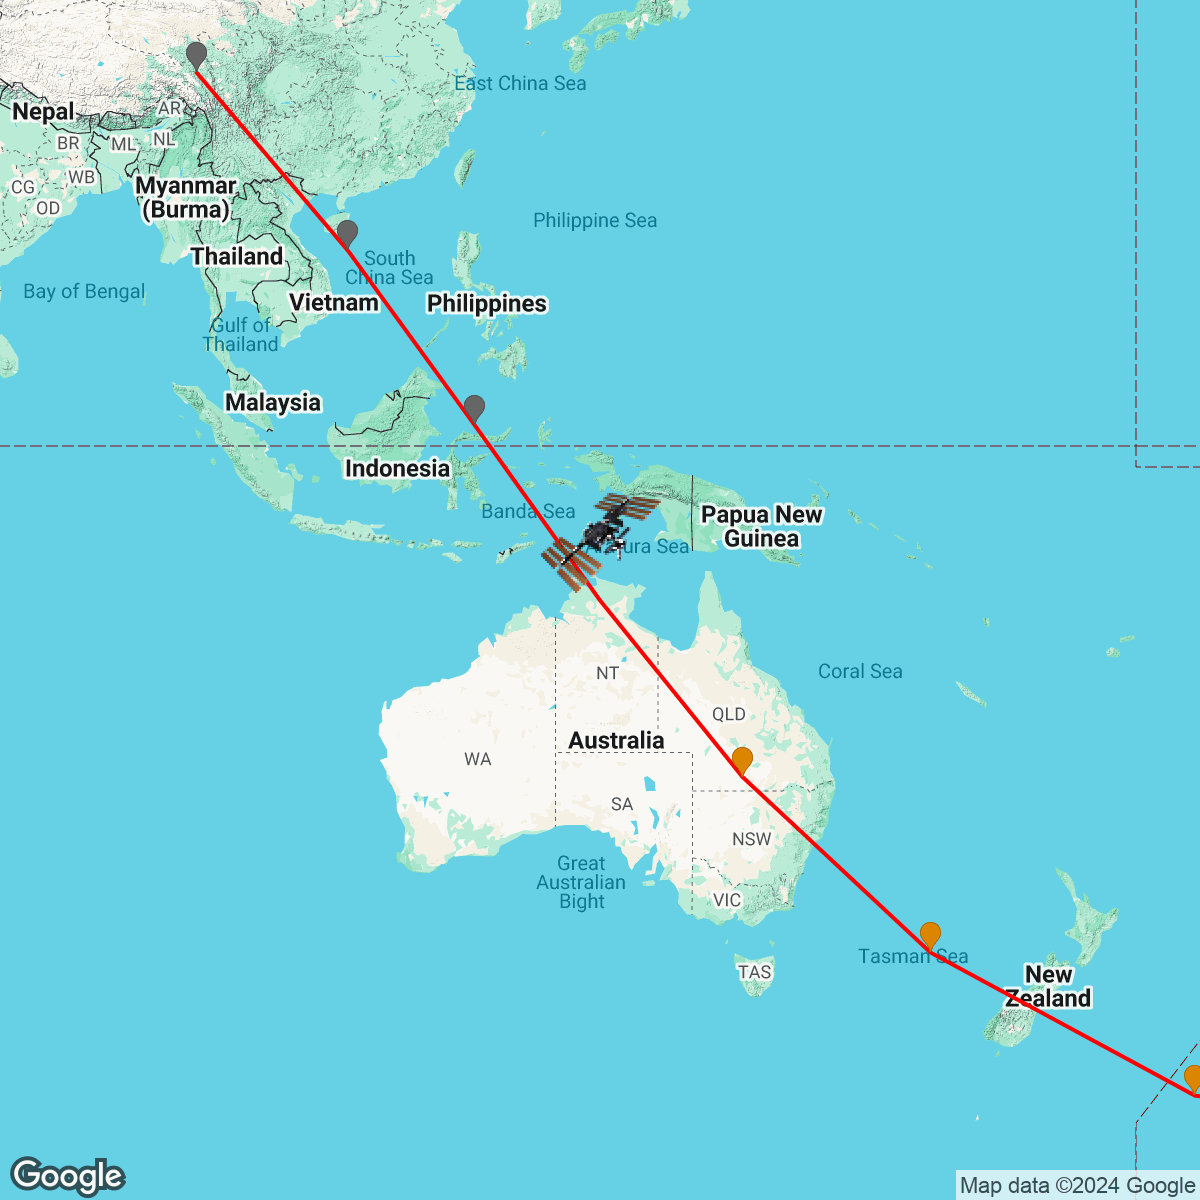 East China Sea
Nepal
AR
BR
ML
NL
WB
CG
OD
Myanmar
(Burma)
Philippine Sea
Thailand
South
China Sea
Bay of Bengal
Vietnam
Philippines
Gulf of
Thailand
Malaysia
Indonesia
Banda Sea
Papua New
Guinea
ura Sea
NT
Coral Sea
QLD
Australia
WA
SA
NSW
Great
Australian
Bight
VIC
Tasman Sea
TAS
New
Zealand
Google
Map data ©2024 Google